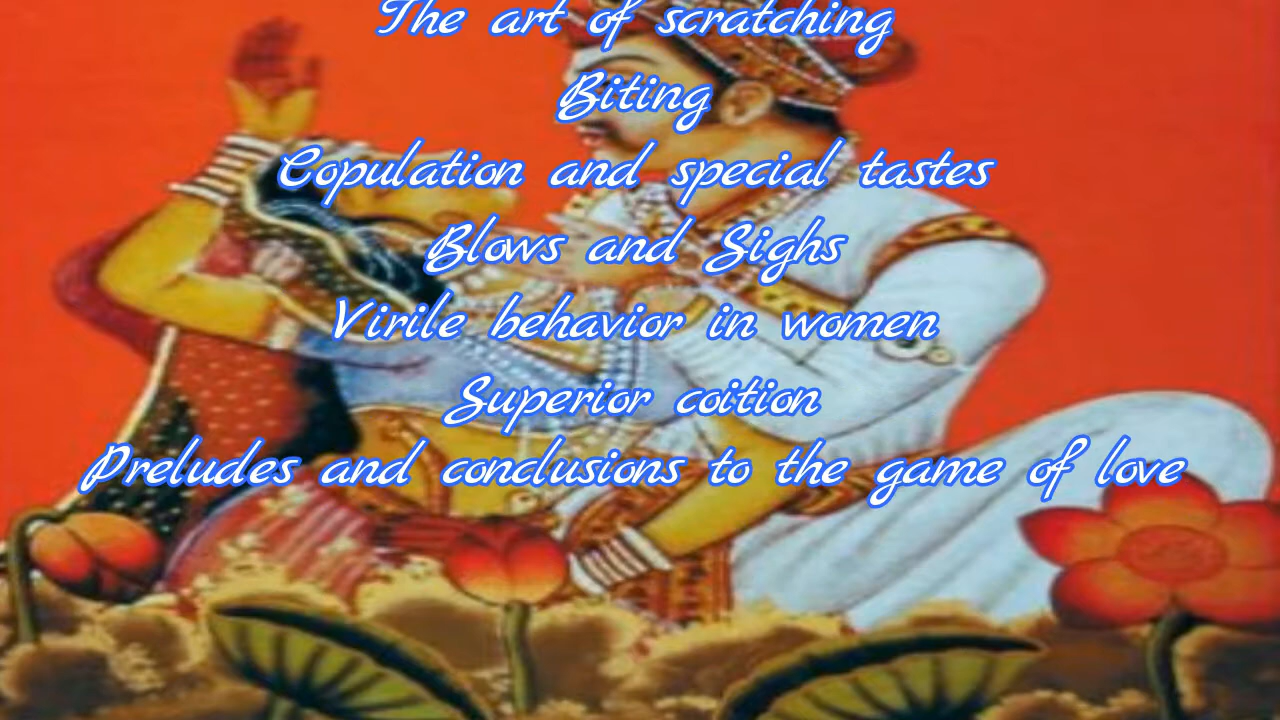 The art of scratching
Biting
Copulation and special tastes
Blows and Sighs
Virile behavior in women
Superior coition
Preludes and conclusions to the game of love